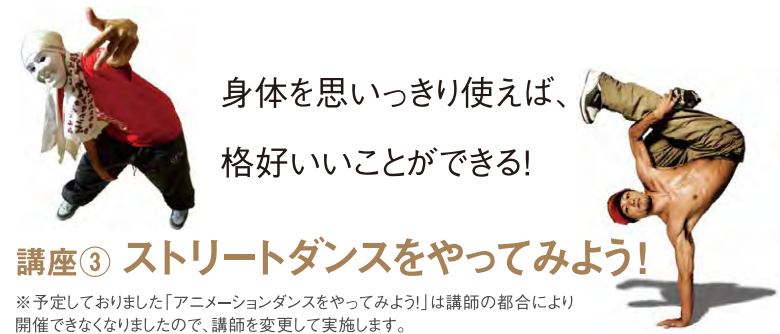 身体を思いっきり使えば、
格好いいことができる!
講座③ ストリートダンスをやってみよう!
※予定しておりました「アニメーションダンスをやってみよう!」は講師の都合により
開催できなくなりましたので、講師を変更して実施します。